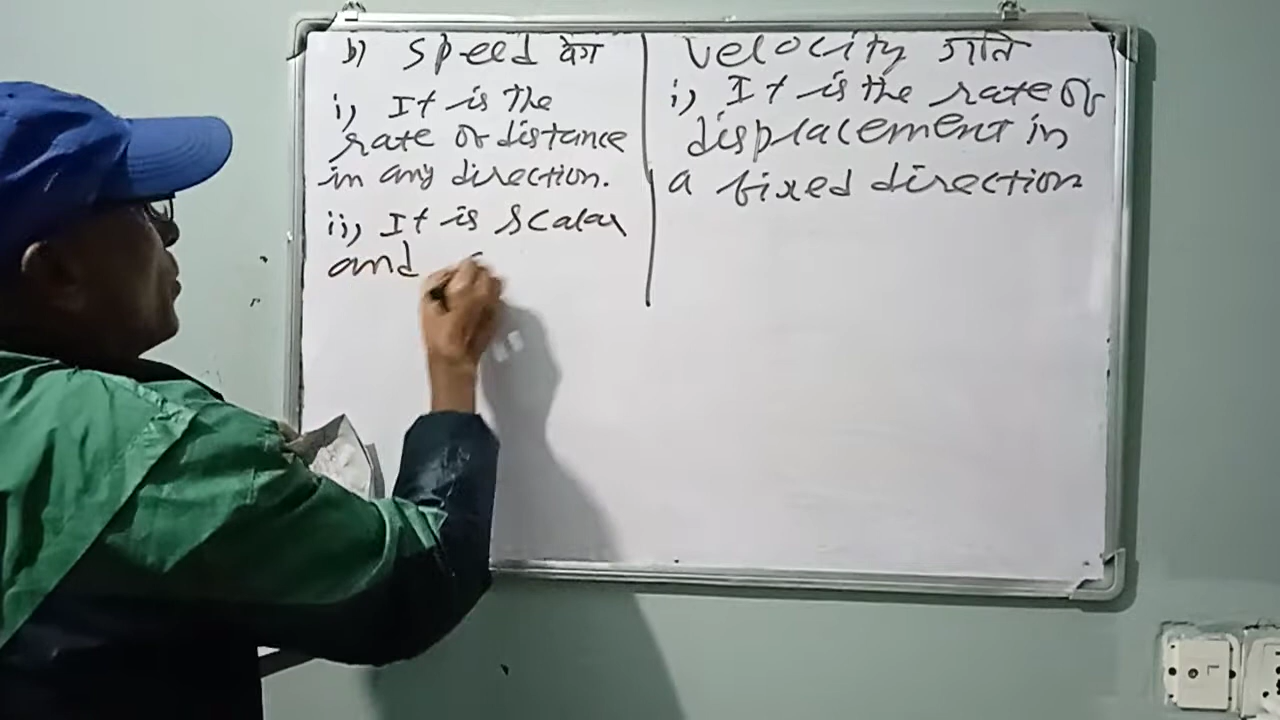 b) speed वेग
i) It is the
rate of distance
in any direction.
ii) It is scalar
and
velocity गति
i) It is the rate of
displacement in
a fixed direction